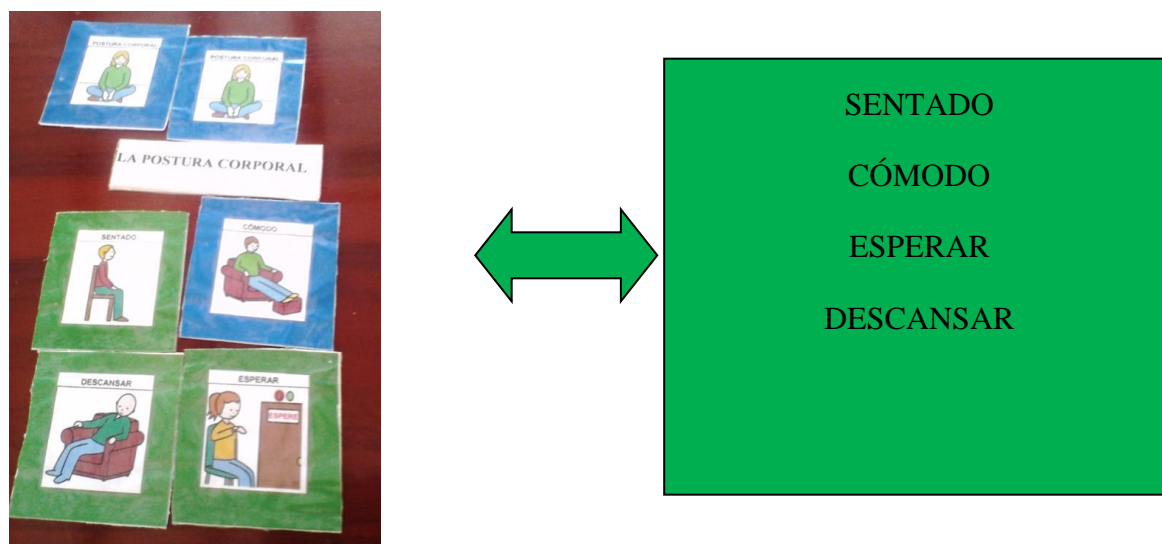 POSTURA CORPORAL
POSTURA CORPORAL
LA POSTURA CORPORAL
SENTADO
CÓMODO
DESCANSAR
ESPERAR
ESPERE
SENTADO
CÓMODO
ESPERAR
DESCANSAR